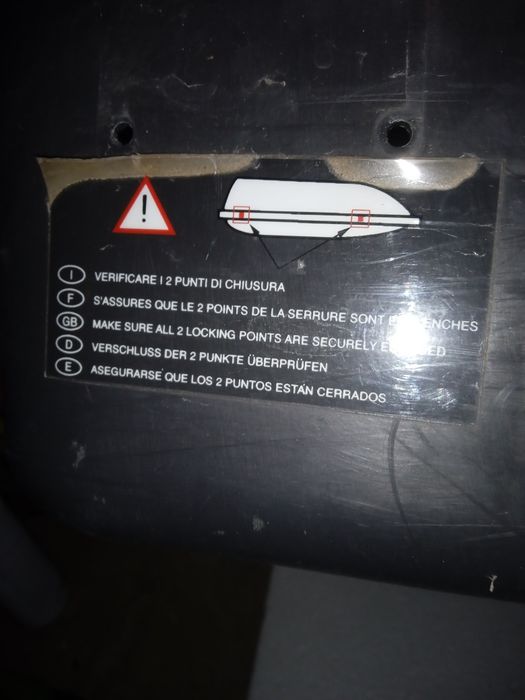 !
I VERIFICARE I 2 PUNTI DI CHIUSURA
F S'ASSURES QUE LE 2 POINTS DE LA SERRURE SONT
GB MAKE SURE ALL 2 LOCKING POINTS ARE SECURELY
D VERSCHLUSS DER 2 PUNKTE ÜBERPRÜFEN
E ASEGURARSE QUE LOS 2 PUNTOS ESTÁN CERRADOS